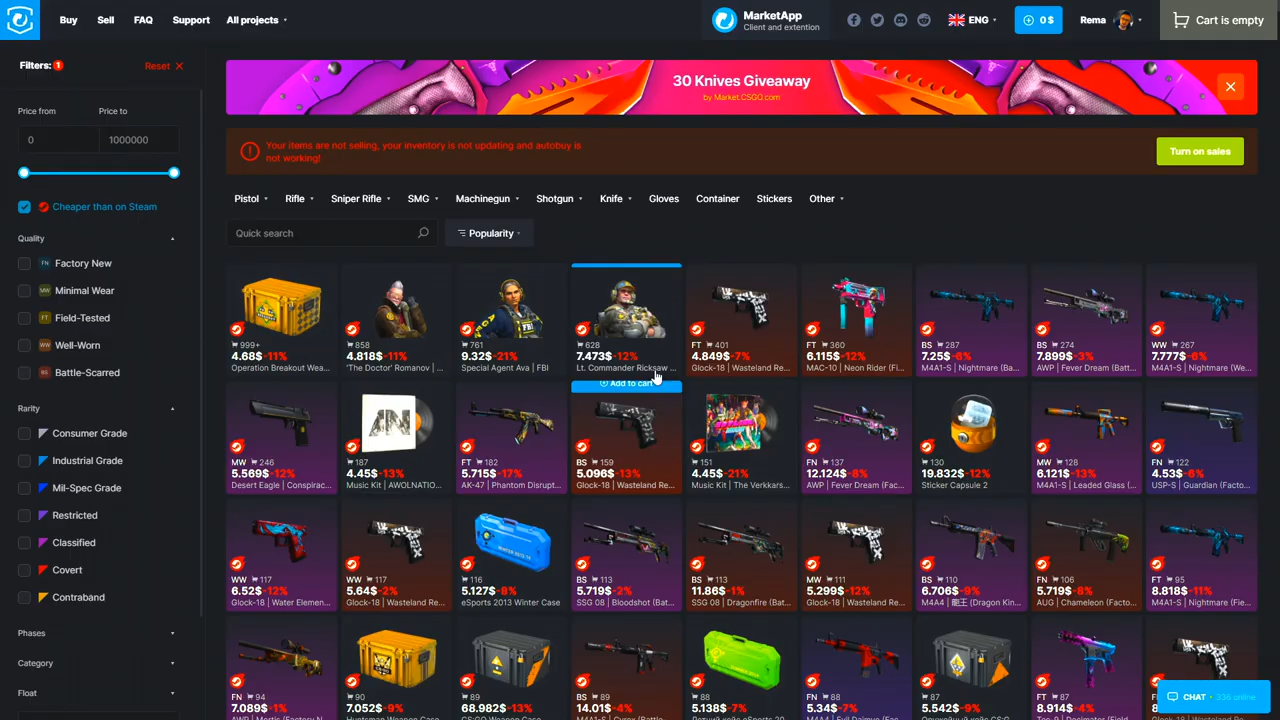 Buy Sell FAQ Support All projects
MarketApp
Client and extention
ENG 0 $ Rema Cart is empty
Filters: 1 Reset
Price from Price to
0 1000000
Cheaper than on Steam
Quality
FN Factory New
MW Minimal Wear
FT Field-Tested
WW Well-Worn
BS Battle-Scarred
Rarity
Consumer Grade
Industrial Grade
Mil-Spec Grade
Restricted
Classified
Covert
Contraband
Phases
Category
Float
30 Knives Giveaway
by Market.CSGO.com
Your items are not selling, your inventory is not updating and autobuy is
not working!
Turn on sales
Pistol Rifle Sniper Rifle SMG Machinegun Shotgun Knife Gloves Container Stickers Other
Quick search Popularity
999+ 858 761 628 FT 401 FT 360 BS 287 BS 274 WW 267
4.68$-11% 4.818$-11% 9.32$-21% 7.473$-12% 4.849$-7% 6.115$-12% 7.25$-6% 7.899$-3% 7.777$-6%
Operation Breakout Wea... 'The Doctor' Romanov | ... Special Agent Ava | FBI Lt. Commander Ricksaw ... Glock-18 | Wasteland Re... MAC-10 | Neon Rider (Fi... M4A1-S | Nightmare (Ba... AWP | Fever Dream (Batt... M4A1-S | Nightmare (We...
Add to cart
MW 246 187 FT 182 BS 159 151 FN 137 130 MW 128 FN 122
5.569$-12% 4.45$-13% 5.715$-17% 5.096$-13% 4.45$-21% 12.124$-8% 19.832$-12% 6.121$-13% 4.53$-6%
Desert Eagle | Conspirac... Music Kit | AWOLNATIO... AK-47 | Phantom Disrupt... Glock-18 | Wasteland Re... Music Kit | The Verkkars... AWP | Fever Dream (Fac... Sticker Capsule 2 M4A1-S | Leaded Glass (... USP-S | Guardian (Facto...
WW 117 WW 117 116 BS 113 BS 113 MW 111 BS 110 FN 106 FT 95
6.52$-12% 5.64$-2% 5.127$-8% 5.719$-2% 11.86$-1% 5.299$-12% 6.706$-9% 5.719$-8% 8.818$-11%
Glock-18 | Water Elemen... Glock-18 | Wasteland Re... eSports 2013 Winter Case SSG 08 | Bloodshot (Bat... SSG 08 | Dragonfire (Bat... Glock-18 | Wasteland Re... M4A4 | 龍王 (Dragon Kin... AUG | Chameleon (Facto... M4A1-S | Nightmare (Fie...
FN 94 90 89 BS 89 88 FN 88 87 FT 87
7.089$-1% 7.052$-9% 68.982$-13% 14.01$-4% 5.138$-7% 5.34$-7% 5.542$-9% 8.914$-4%
CHAT 336 online